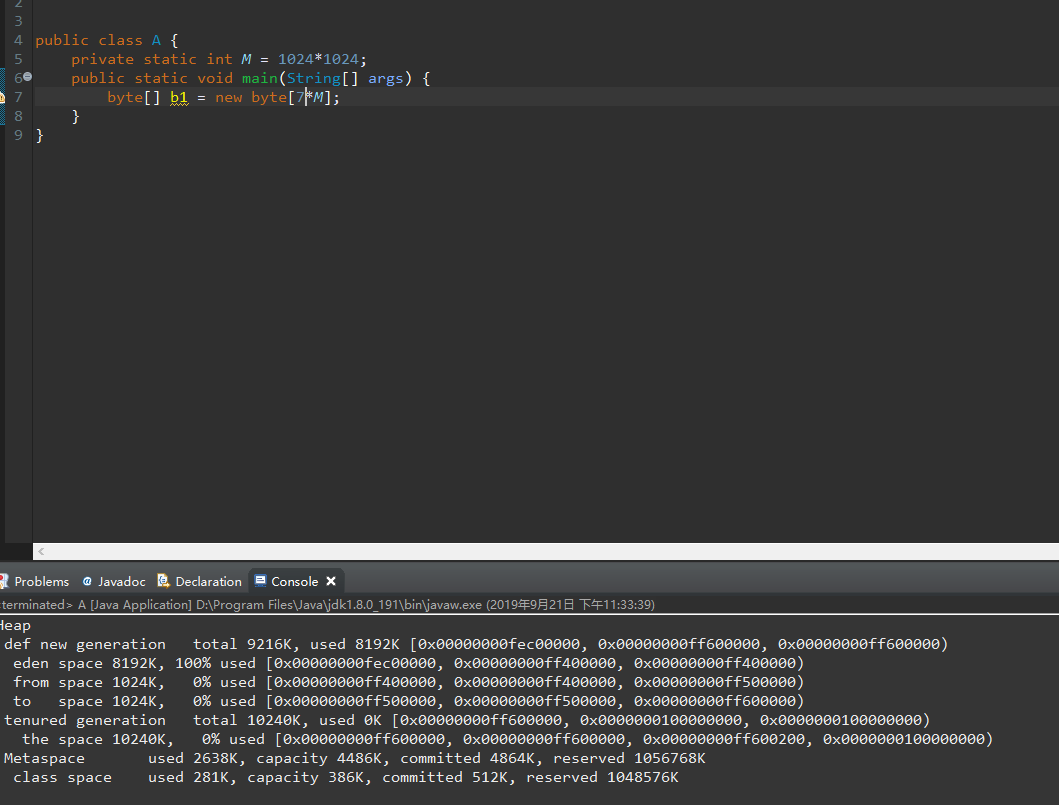 2
3
4 public class A {
5 private static int M = 1024*1024;
6 public static void main(String[] args) {
7 byte[] b1 = new byte[7*M];
8 }
9 }
<
Problems @ Javadoc Declaration Console
<terminated> A [Java Application] D:\Program Files\Java\jdk1.8.0_191\bin\javaw.exe (2019年9月21日 下午11:33:39)
Heap
def new generation total 9216K, used 8192K [0x00000000fec00000, 0x00000000ff600000, 0x00000000ff600000)
eden space 8192K, 100% used [0x00000000fec00000, 0x00000000ff400000, 0x00000000ff400000)
from space 1024K, 0% used [0x00000000ff400000, 0x00000000ff400000, 0x00000000ff500000)
to space 1024K, 0% used [0x00000000ff500000, 0x00000000ff500000, 0x00000000ff600000)
tenured generation total 10240K, used 0K [0x00000000ff600000, 0x0000000100000000, 0x0000000100000000)
the space 10240K, 0% used [0x00000000ff600000, 0x00000000ff600000, 0x00000000ff600200, 0x0000000100000000)
Metaspace used 2638K, capacity 4486K, committed 4864K, reserved 1056768K
class space used 281K, capacity 386K, committed 512K, reserved 1048576K